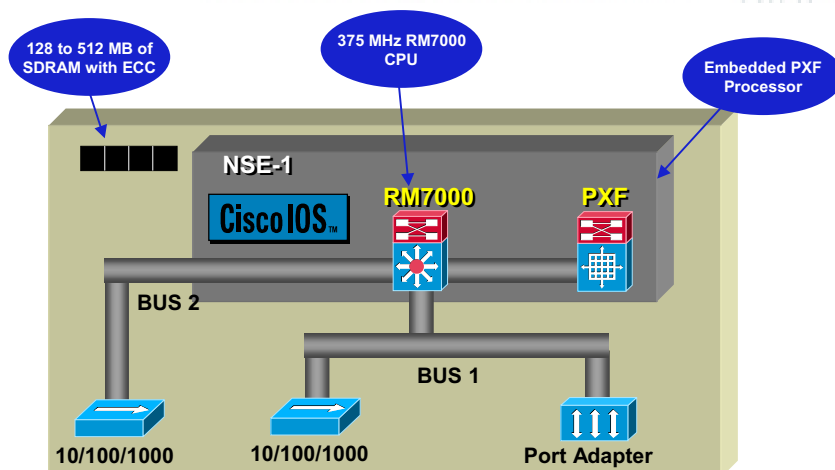 128 to 512 MB of
SDRAM with ECC
375 MHz RM7000
CPU
Embedded PXF
Processor
NSE-1
Cisco IOS™
RM7000
PXF
BUS 2
BUS 1
10/100/1000
10/100/1000
Port Adapter